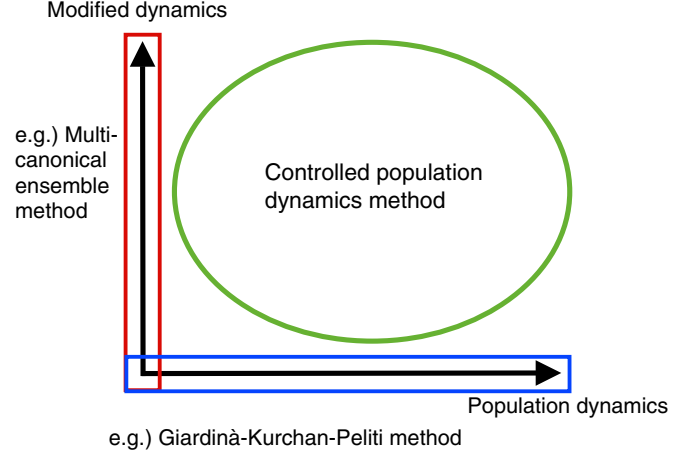 Modified dynamics
e.g.) Multi-
canonical
ensemble
method
Controlled population
dynamics method
Population dynamics
e.g.) Giardinà-Kurchan-Peliti method